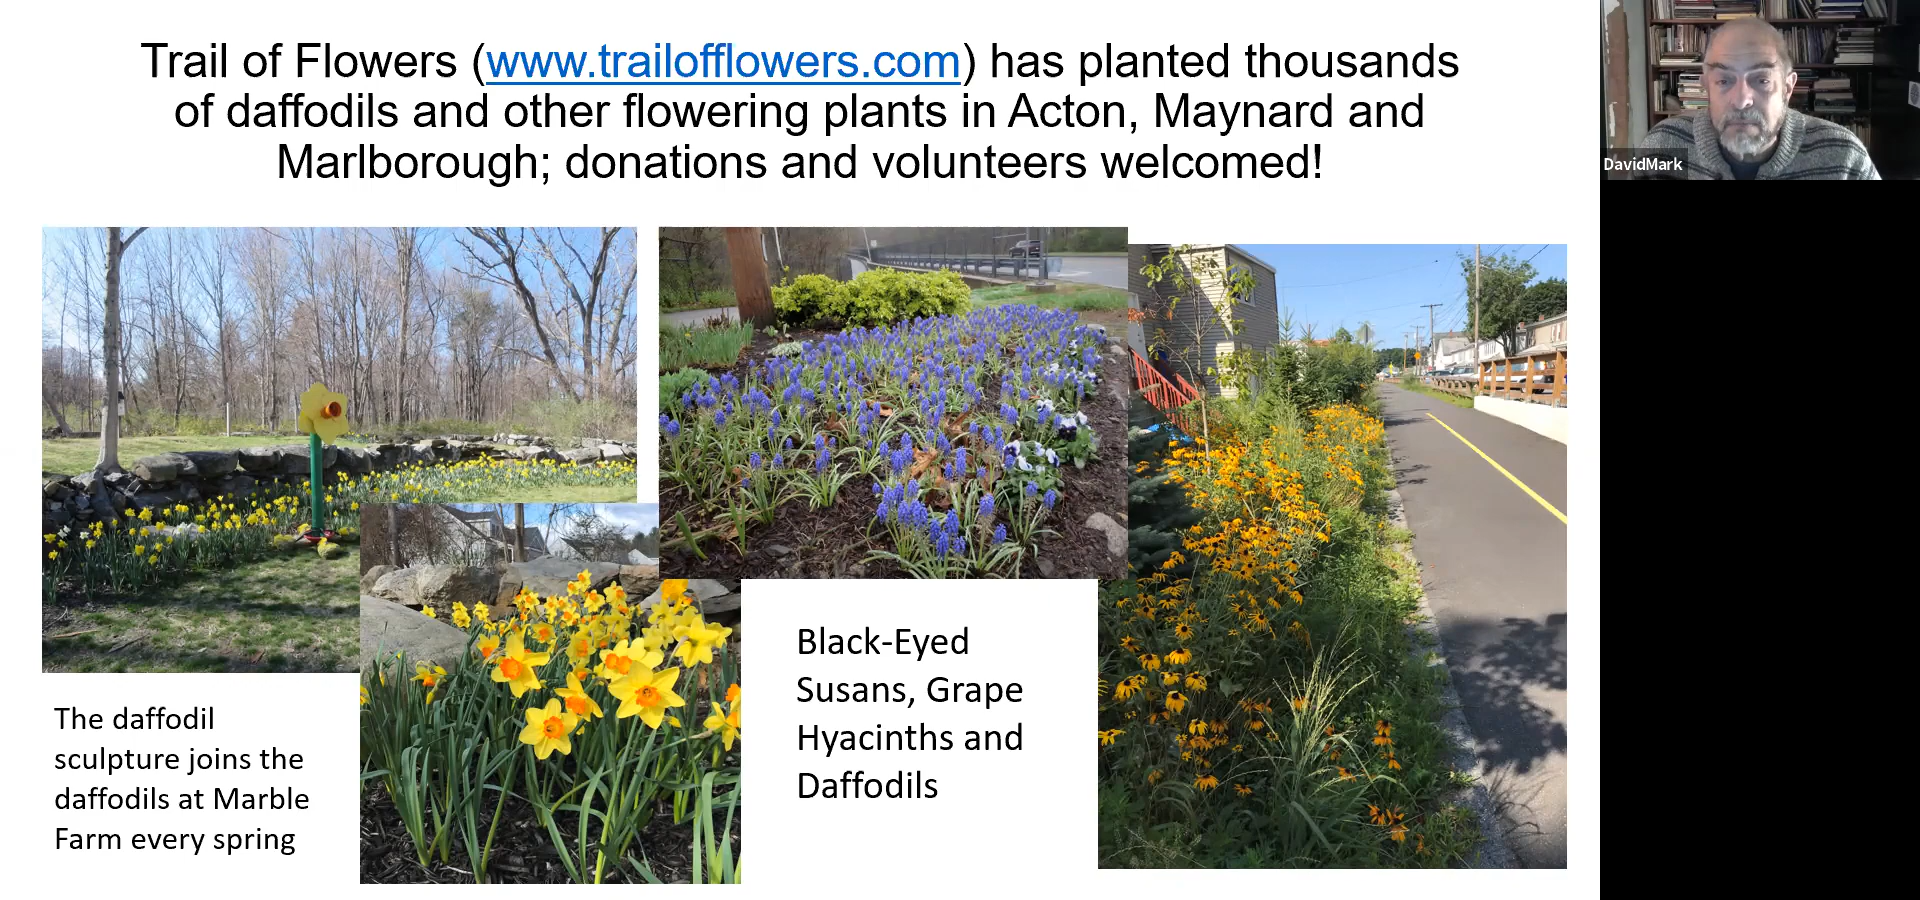 Trail of Flowers (www.trailofflowers.com) has planted thousands
of daffodils and other flowering plants in Acton, Maynard and
Marlborough; donations and volunteers welcomed!
DavidMark
Black-Eyed
Susans, Grape
Hyacinths and
Daffodils
The daffodil
sculpture joins the
daffodils at Marble
Farm every spring